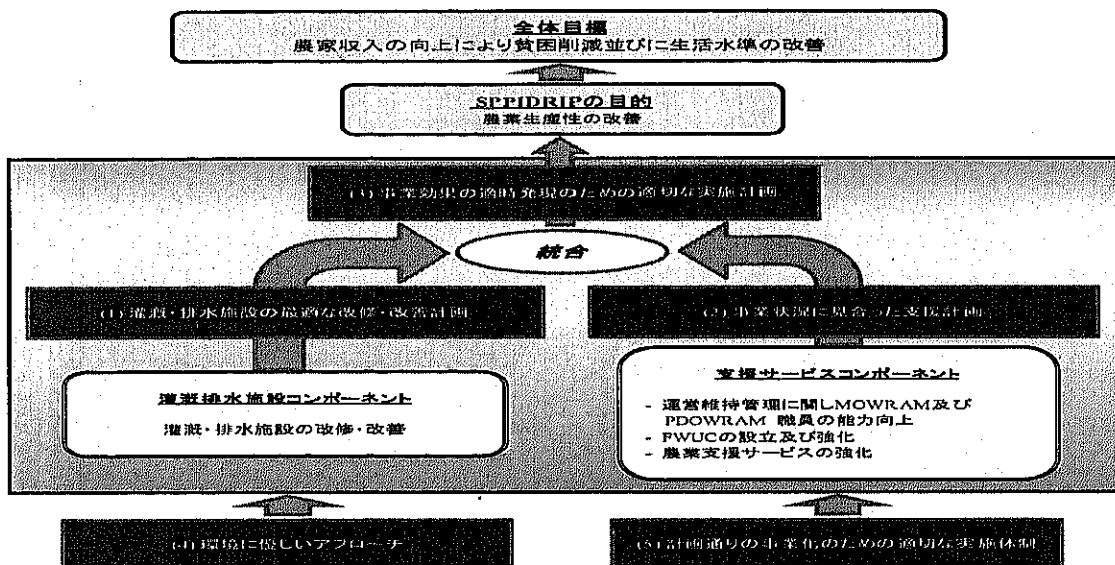 全体目標
農家収入の向上により貧困削減並びに生活水準の改善
SPPIDRIPの目的
農業生産性の改善
(3) 事業効果の適時発現のための適切な実施計画
統合
(1) 灌漑・排水施設の最適な改修・改善計画
(2) 事業状況に見合った支援計画
灌漑排水施設コンポーネント
灌漑・排水施設の改修・改善
支援サービスコンポーネント
- 運営維持管理に関しMOWRAM及び
PDOWRAM 職員の能力向上
- FWUCの設立及び強化
- 農業支援サービスの強化
(4) 環境に優しいアプローチ
(5) 計画通りの事業化のための適切な実施体制